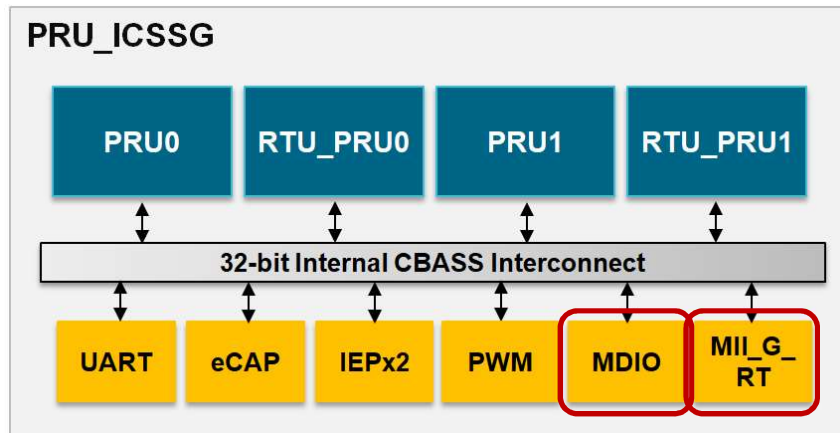 PRU_ICSSG
PRU0
RTU_PRU0
PRU1
RTU_PRU1
32-bit Internal CBASS Interconnect
UART
eCAP
IEPx2
PWM
MDIO
MII_G_
RT